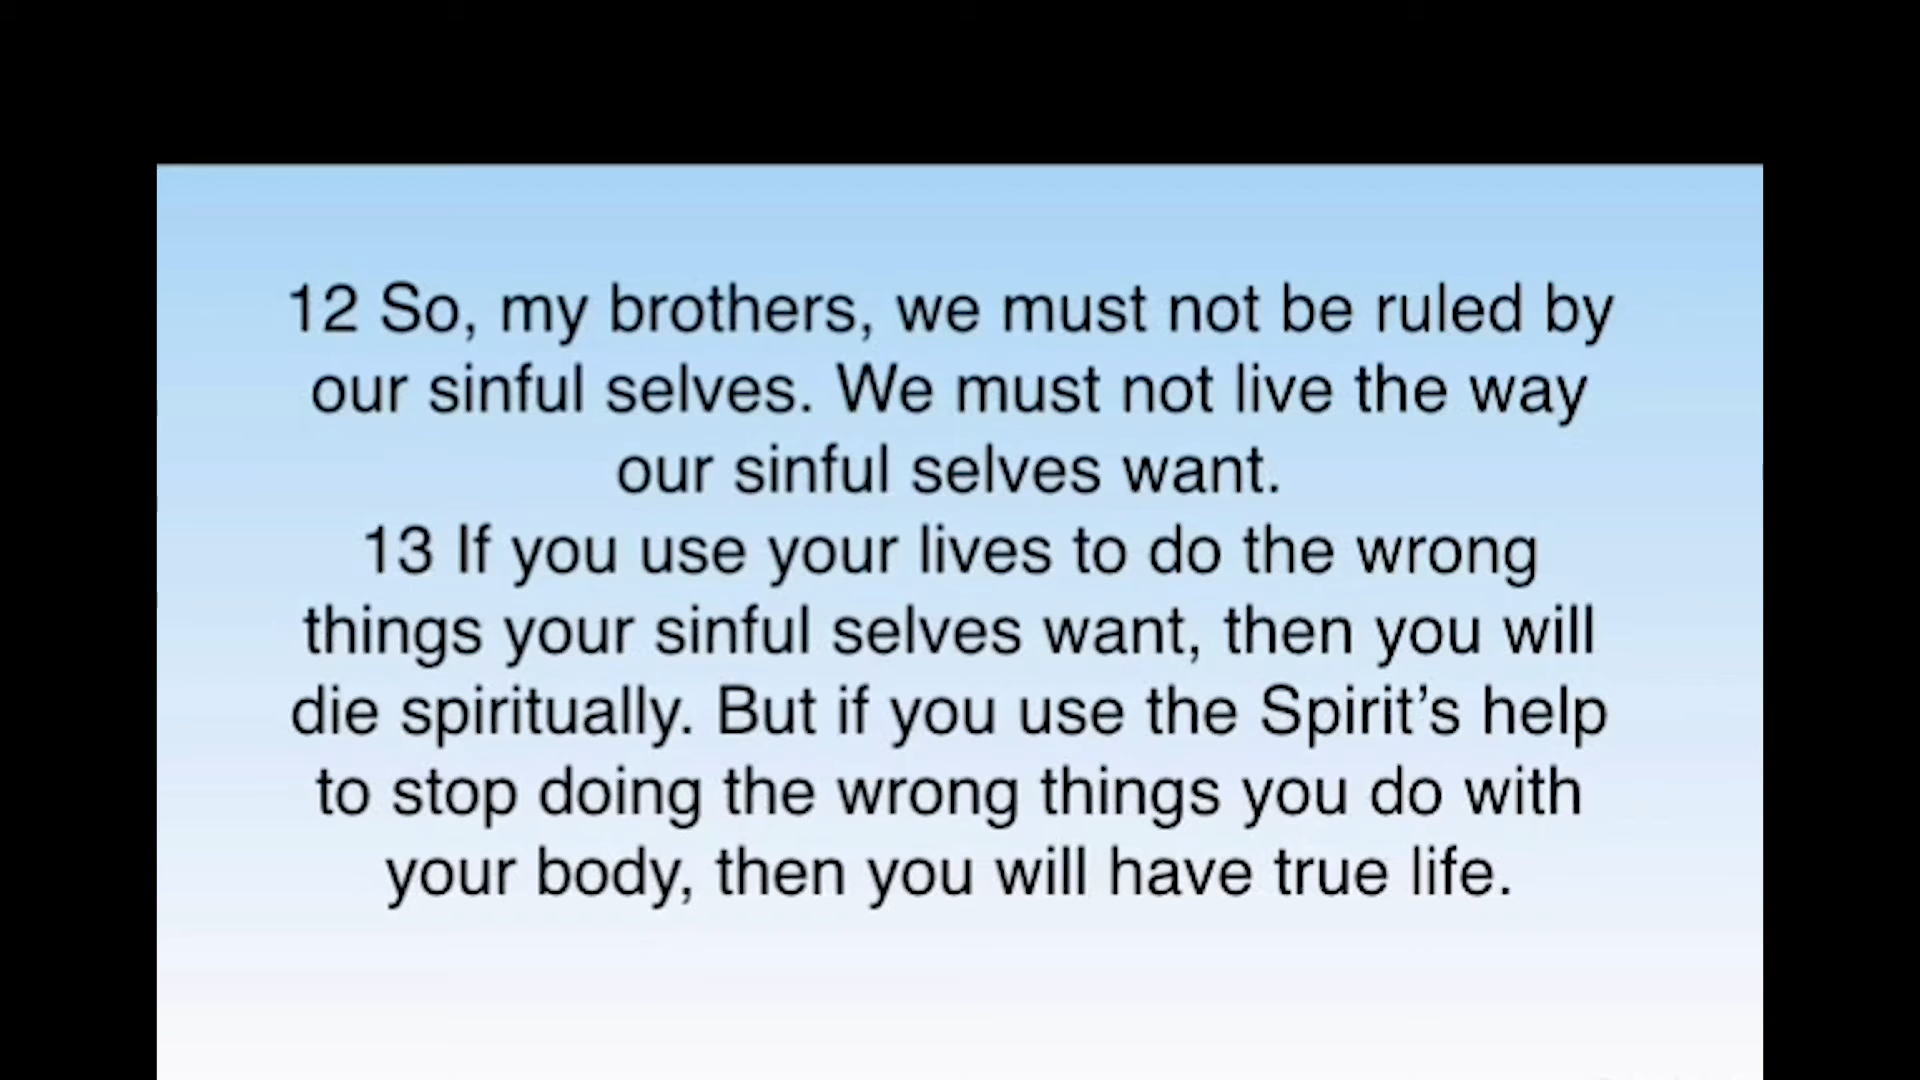 12 So, my brothers, we must not be ruled by
our sinful selves. We must not live the way
our sinful selves want.
13 If you use your lives to do the wrong
things your sinful selves want, then you will
die spiritually. But if you use the Spirit’s help
to stop doing the wrong things you do with
your body, then you will have true life.